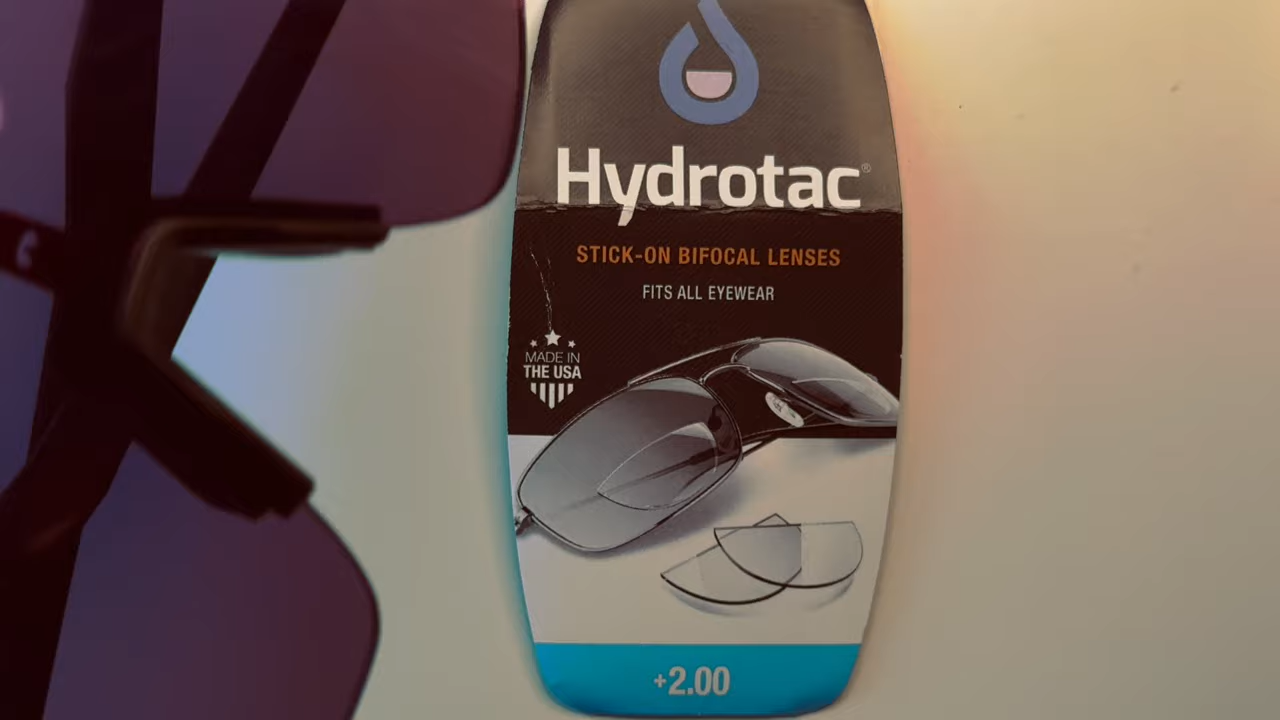 Hydrotac®
STICK-ON BIFOCAL LENSES
FITS ALL EYEWEAR
MADE IN
THE USA
+2.00